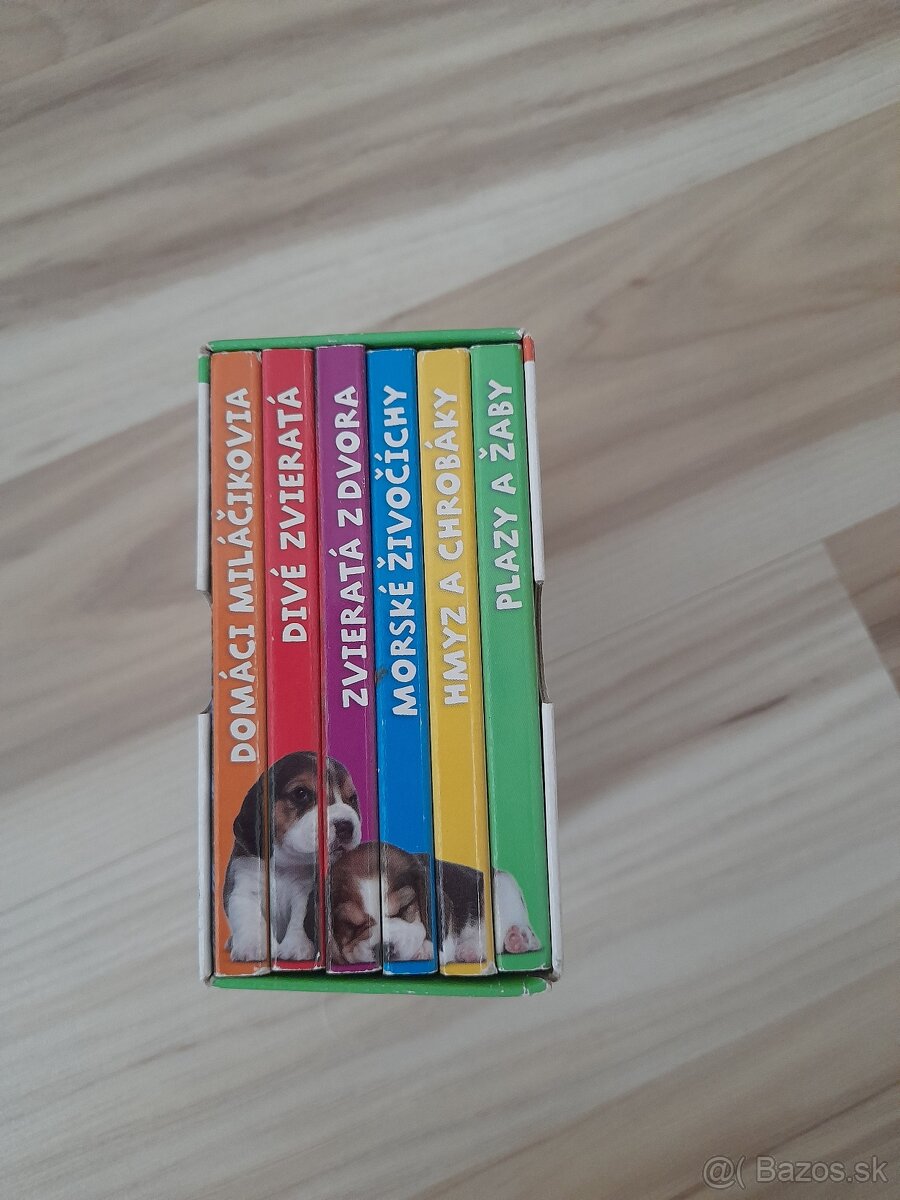 DOMÁCI MILÁČIKOVIA
DIVÉ ZVIERATÁ
ZVIERATÁ Z DVORA
MORSKÉ ŽIVOČÍCHY
HMYZ A CHROBÁKY
PLAZY A ŽABY
@( Bazos.sk